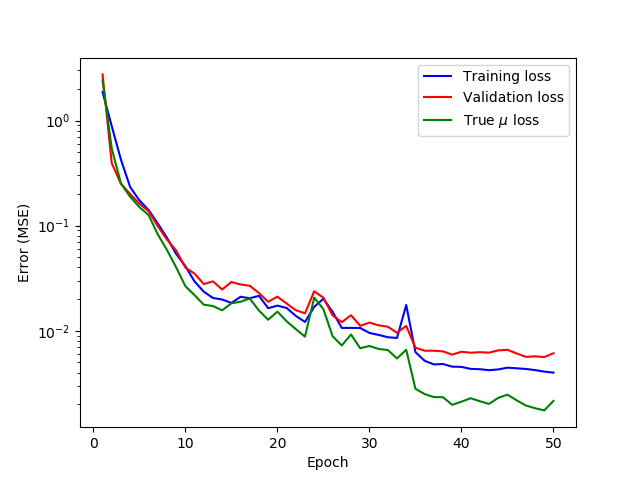 Training loss
Validation loss
True μ loss
10⁰
10⁻¹
10⁻²
Error (MSE)
0 10 20 30 40 50
Epoch